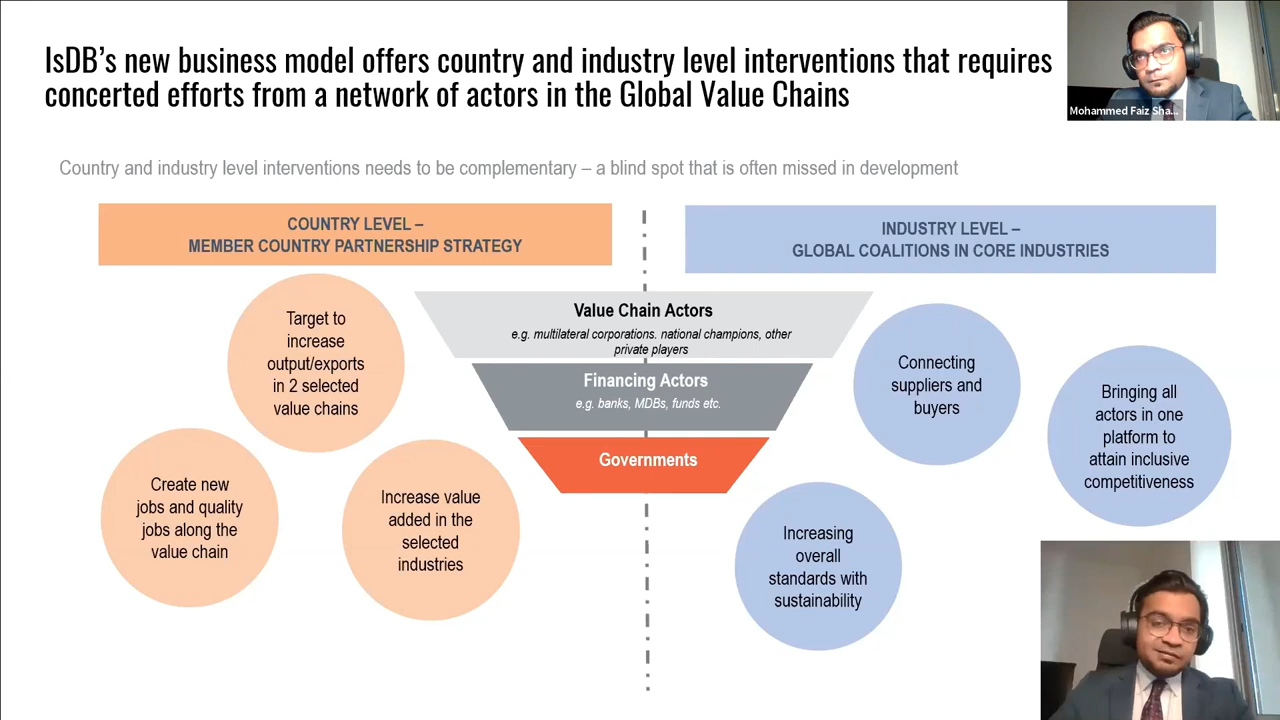 IsDB's new business model offers country and industry level interventions that requires
concerted efforts from a network of actors in the Global Value Chains
Mohammed Faiz Sha...
Country and industry level interventions needs to be complementary – a blind spot that is often missed in development
COUNTRY LEVEL –
MEMBER COUNTRY PARTNERSHIP STRATEGY
INDUSTRY LEVEL –
GLOBAL COALITIONS IN CORE INDUSTRIES
Target to
increase
output/exports
in 2 selected
value chains
Create new
jobs and quality
jobs along the
value chain
Increase value
added in the
selected
industries
Value Chain Actors
e.g. multilateral corporations. national champions, other
private players
Financing Actors
e.g. banks, MDBs, funds etc.
Governments
Connecting
suppliers and
buyers
Bringing all
actors in one
platform to
attain inclusive
competitiveness
Increasing
overall
standards with
sustainability